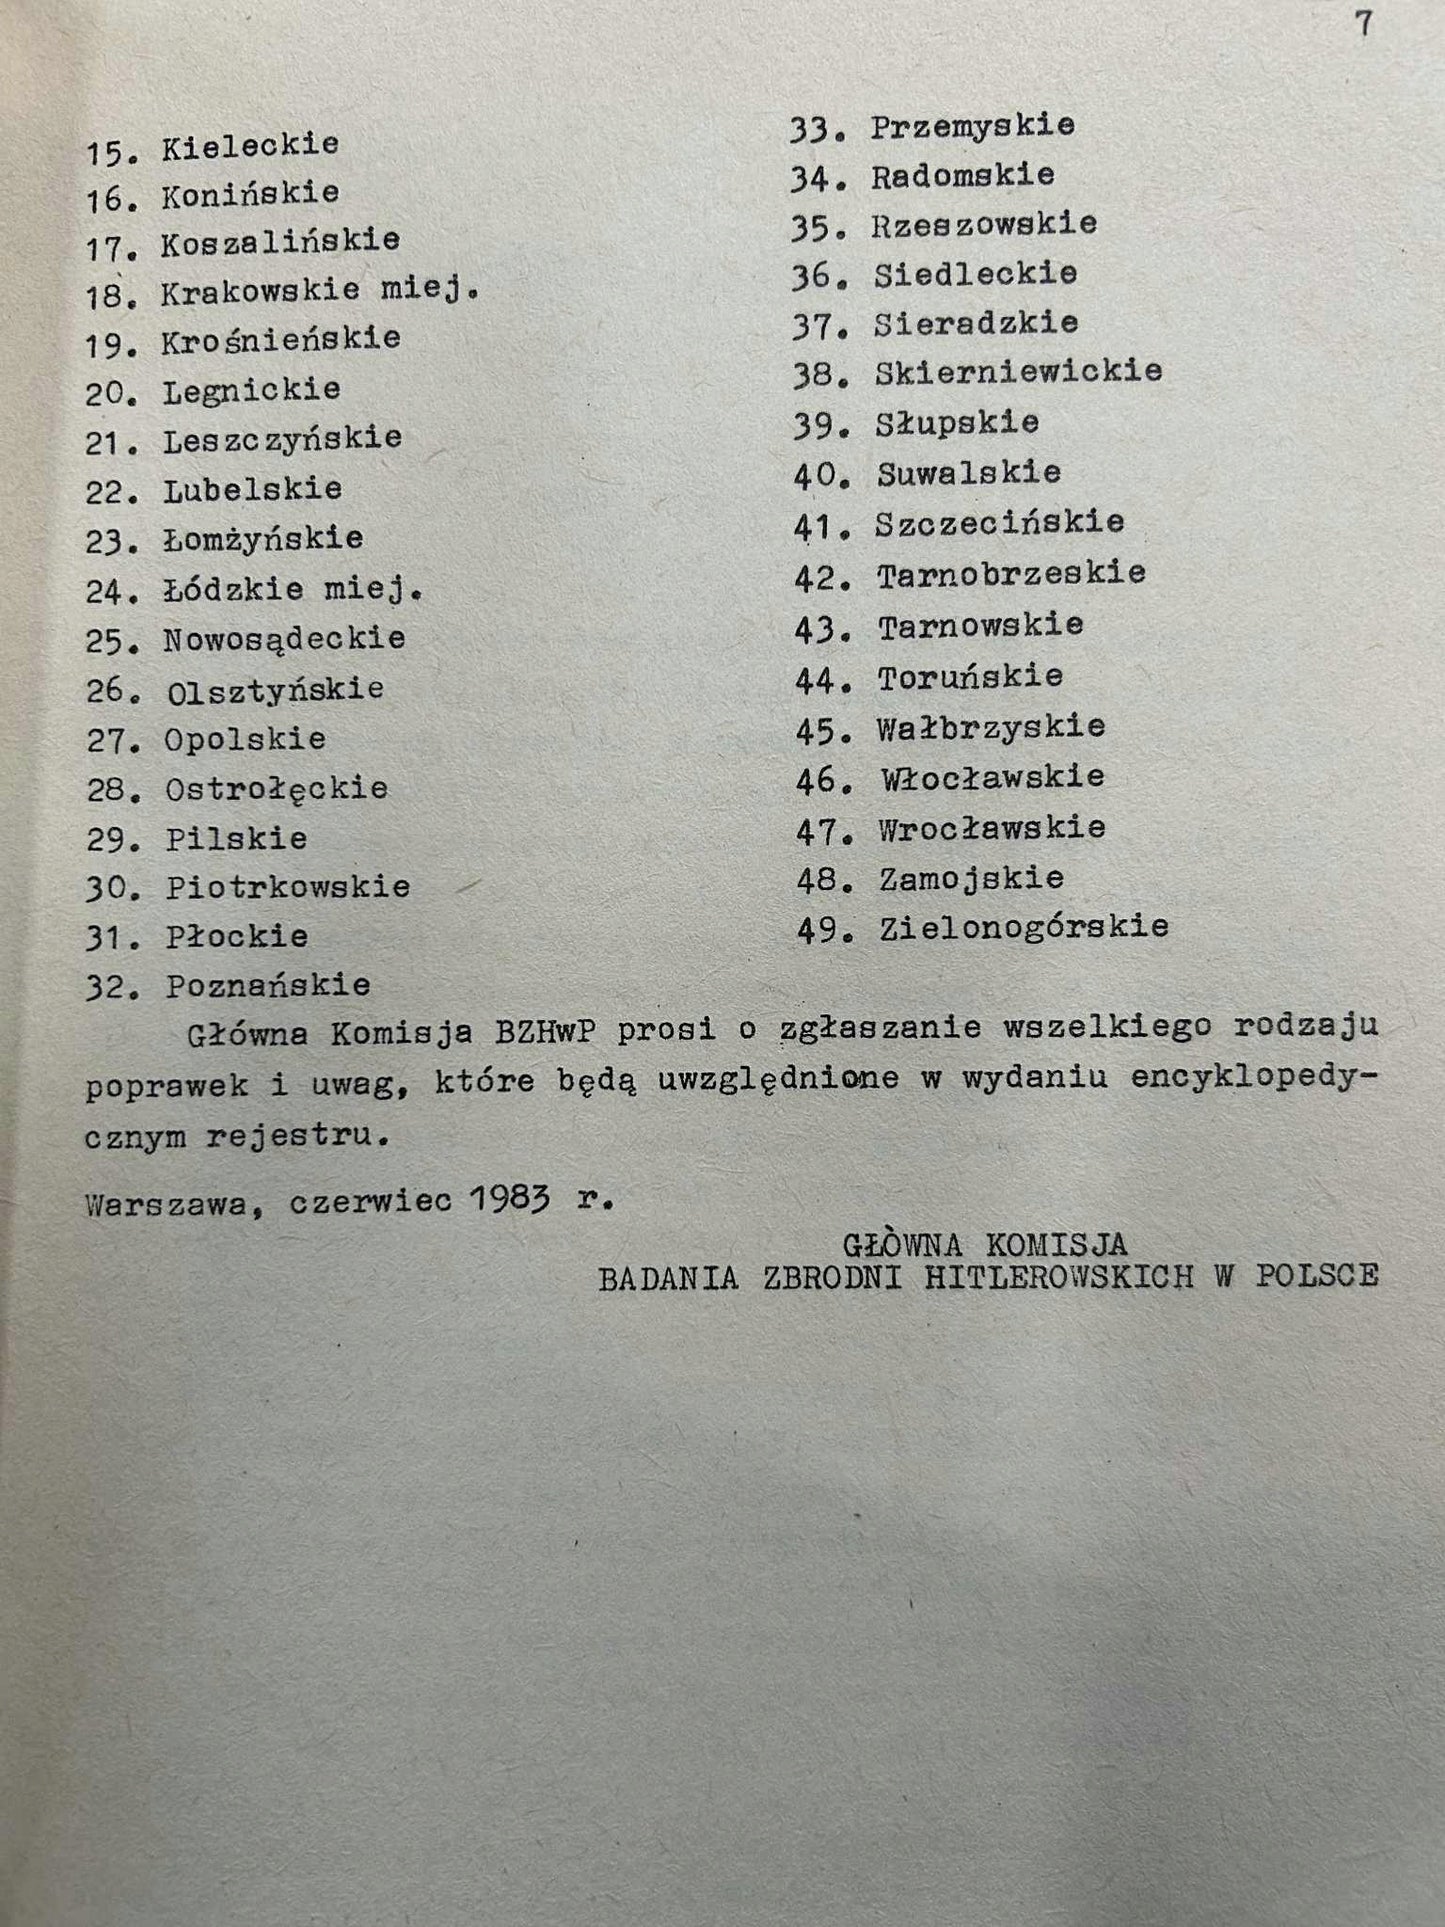 7
15. Kieleckie
16. Konińskie
17. Koszalińskie
18. Krakowskie miej.
19. Krośnieńskie
20. Legnickie
21. Leszczyńskie
22. Lubelskie
23. Łomżyńskie
24. Łódzkie miej.
25. Nowosądeckie
26. Olsztyńskie
27. Opolskie
28. Ostrołęckie
29. Pilskie
30. Piotrkowskie
31. Płockie
32. Poznańskie
33. Przemyskie
34. Radomskie
35. Rzeszowskie
36. Siedleckie
37. Sieradzkie
38. Skierniewickie
39. Słupskie
40. Suwalskie
41. Szczecińskie
42. Tarnobrzeskie
43. Tarnowskie
44. Toruńskie
45. Wałbrzyskie
46. Włocławskie
47. Wrocławskie
48. Zamojskie
49. Zielonogórskie
Główna Komisja BZHwP prosi o zgłaszanie wszelkiego rodzaju
poprawek i uwag, które będą uwzględnione w wydaniu encyklopedy-
cznym rejestru.
Warszawa, czerwiec 1983 r.
GŁÒWNA KOMISJA
BADANIA ZBRODNI HITLEROWSKICH W POLSCE